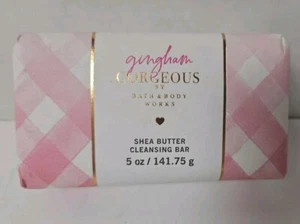 gingham
GORGEOUS
BY
BATH & BODY
WORKS
SHEA BUTTER
CLEANSING BAR
5 oz / 141.75 g